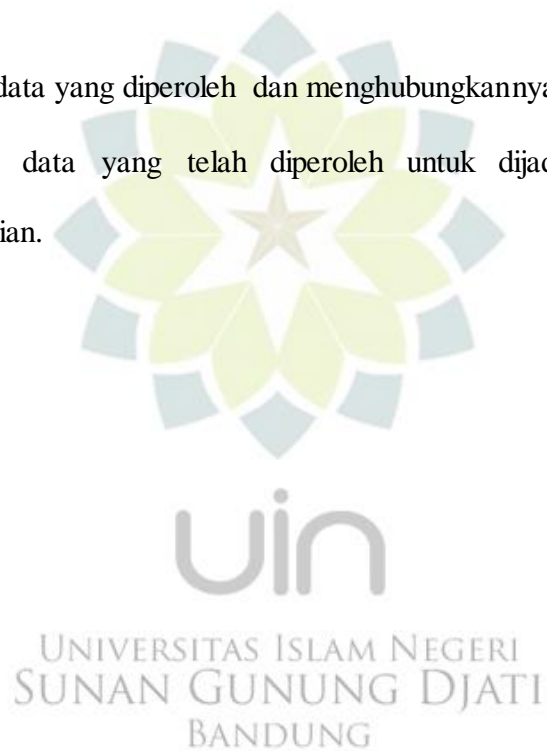 data yang diperoleh dan menghubungkannya
data yang telah diperoleh untuk dijad
ian.
uin
UNIVERSITAS ISLAM NEGERI
SUNAN GUNUNG DJATI
BANDUNG